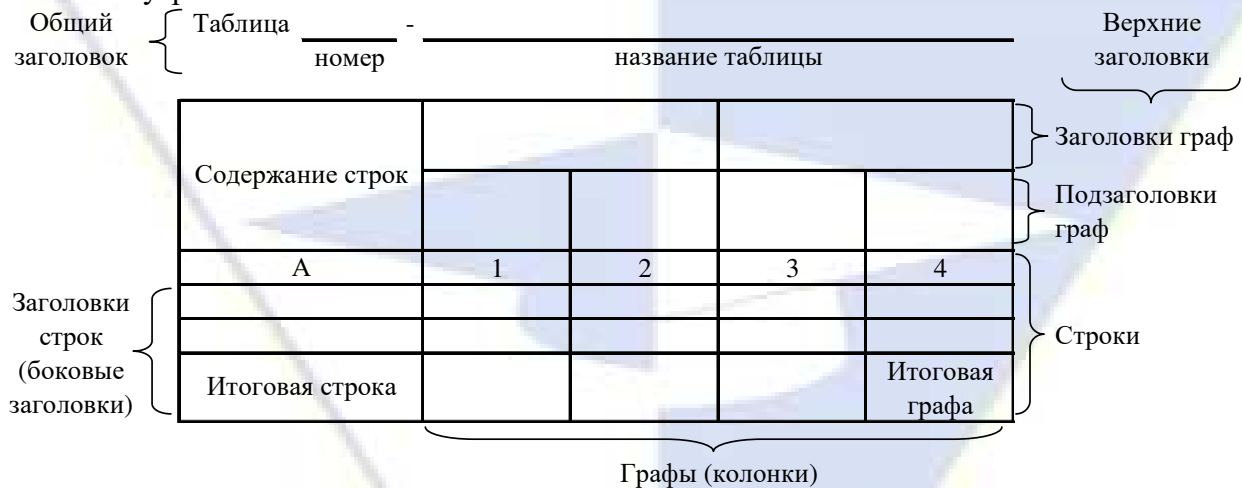 Общий
заголовок
Таблица -
номер
название таблицы
Верхние
заголовки
Содержание строк
Заголовки граф
Подзаголовки
граф
А 1 2 3 4
Заголовки
строк
(боковые
заголовки)
Строки
Итоговая строка
Итоговая
графа
Графы (колонки)